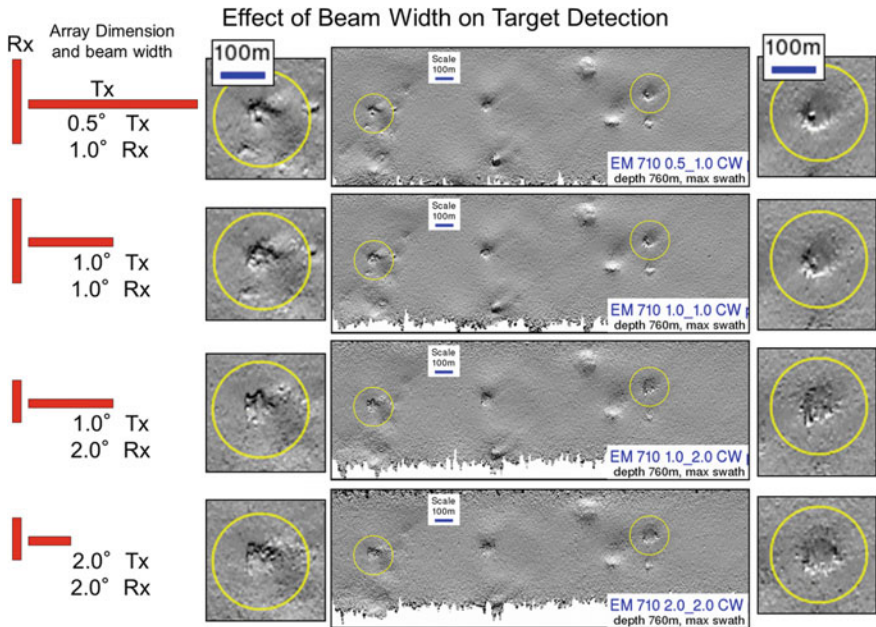 Effect of Beam Width on Target Detection
Rx
Array Dimension
and beam width
Tx
0.5° Tx
1.0° Rx
100m
Scale
100m
EM 710 0.5_1.0 CW
depth 760m, max swath
100m
1.0° Tx
1.0° Rx
Scale
100m
EM 710 1.0_1.0 CW
depth 760m, max swath
1.0° Tx
2.0° Rx
Scale
100m
EM 710 1.0_2.0 CW
depth 760m, max swath
2.0° Tx
2.0° Rx
Scale
100m
EM 710 2.0_2.0 CW
depth 760m, max swath